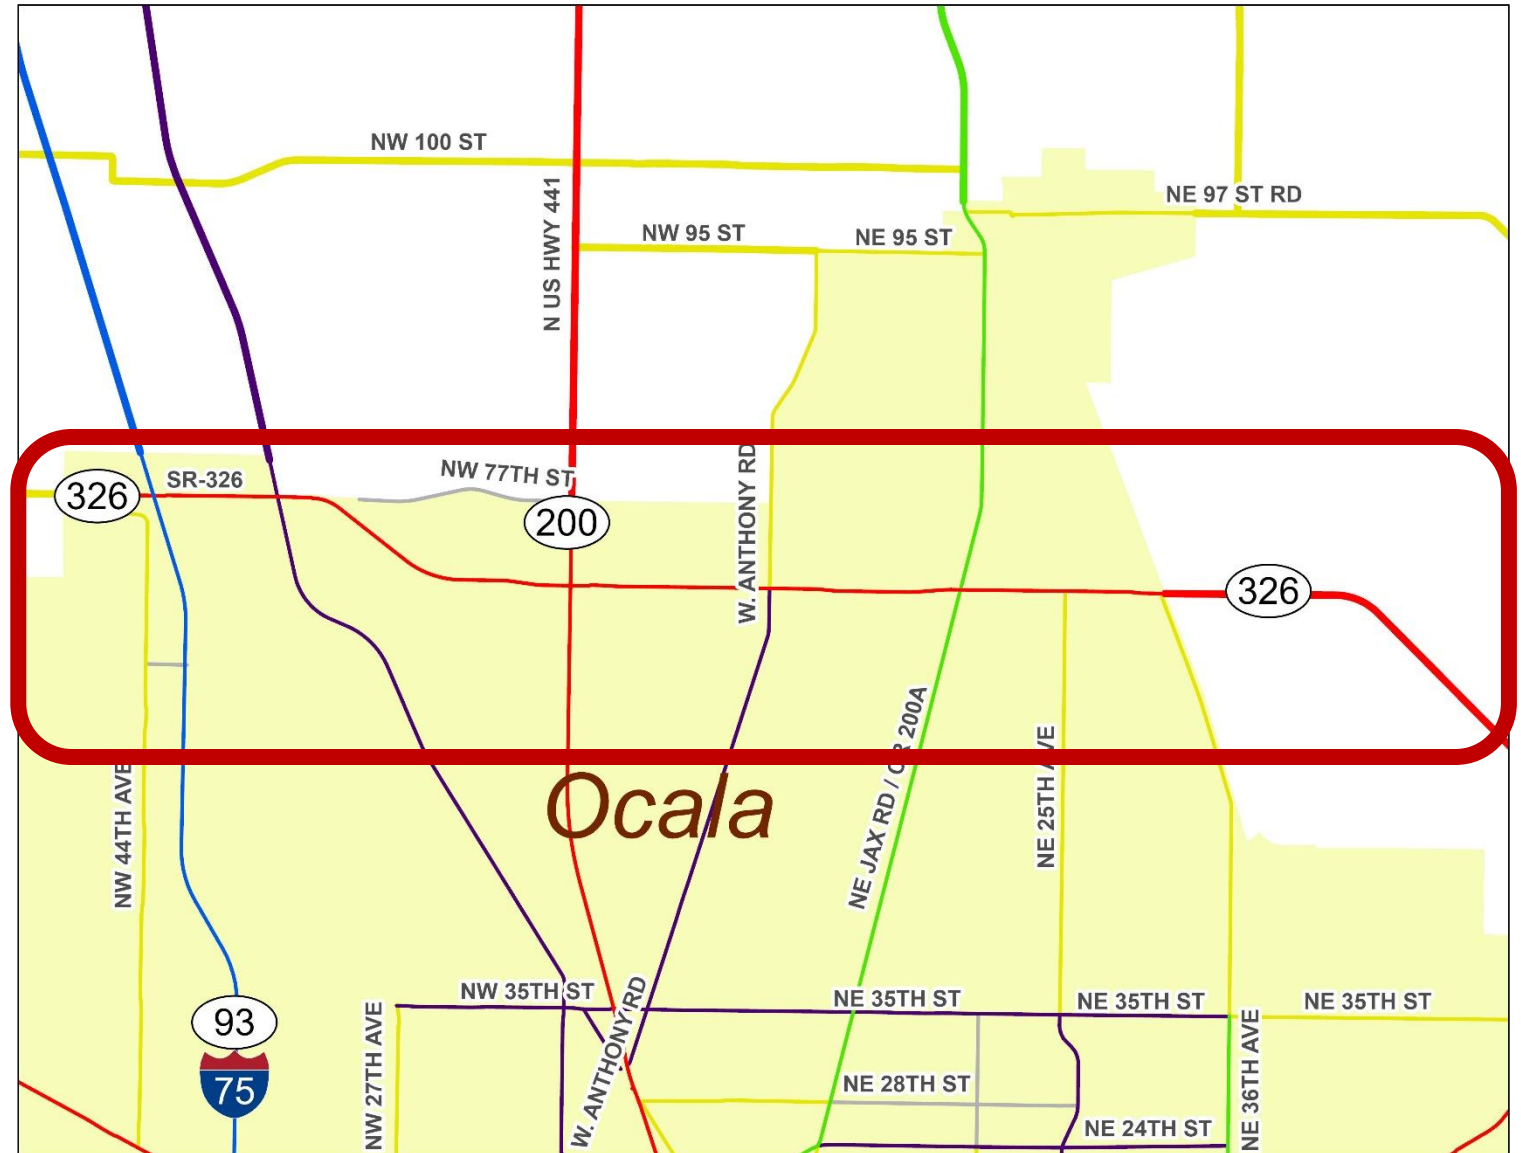 NW 100 ST
NE 97 ST RD
N US HWY 441
NW 95 ST
NE 95 ST
326
SR-326
NW 77TH ST
200
W. ANTHONY RD
326
NE JAX RD / CR 200A
NE 25TH AVE
NW 44TH AVE
Ocala
NW 35TH ST
NE 35TH ST
NE 35TH ST
NE 35TH ST
93
75
NW 27TH AVE
W. ANTHONY RD
NE 28TH ST
NE 36TH AVE
NE 24TH ST